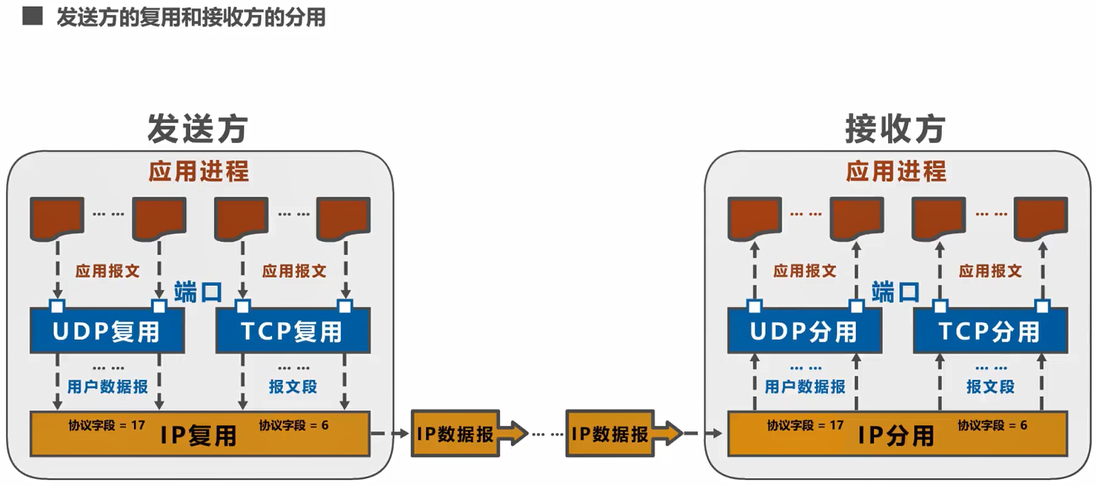 发送方的复用和接收方的分用
发送方
应用进程
... ... ... ...
应用报文 应用报文
端口
UDP复用 TCP复用
... ... ... ...
用户数据报 报文段
协议字段 = 17 IP复用 协议字段 = 6
IP数据报 ... ... IP数据报
接收方
应用进程
... ... ... ...
应用报文 应用报文
端口
UDP分用 TCP分用
... ... ... ...
用户数据报 报文段
协议字段 = 17 IP分用 协议字段 = 6